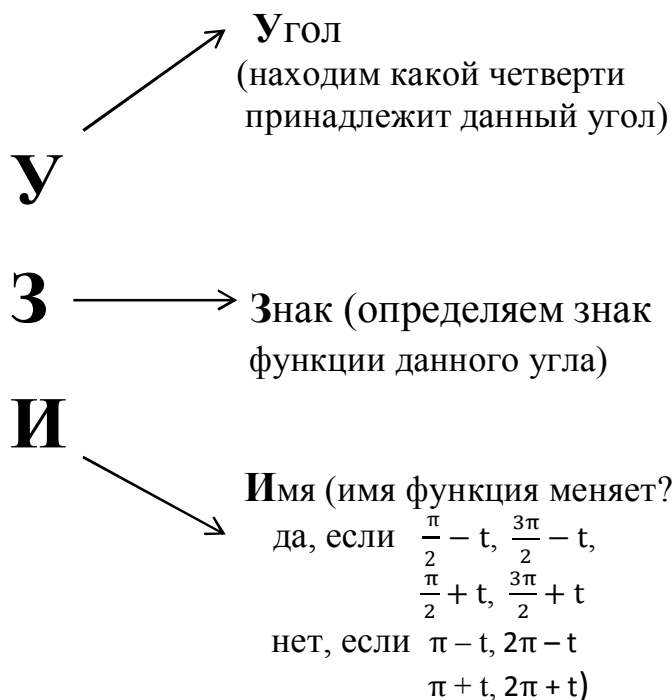 Угол
(находим какой четверти
принадлежит данный угол)
У
З
Знак (определяем знак
функции данного угла)
И
Имя (имя функция меняет?
да, если π/2 − t, 3π/2 − t,
π/2 + t, 3π/2 + t
нет, если π – t, 2π – t
π + t, 2π + t)